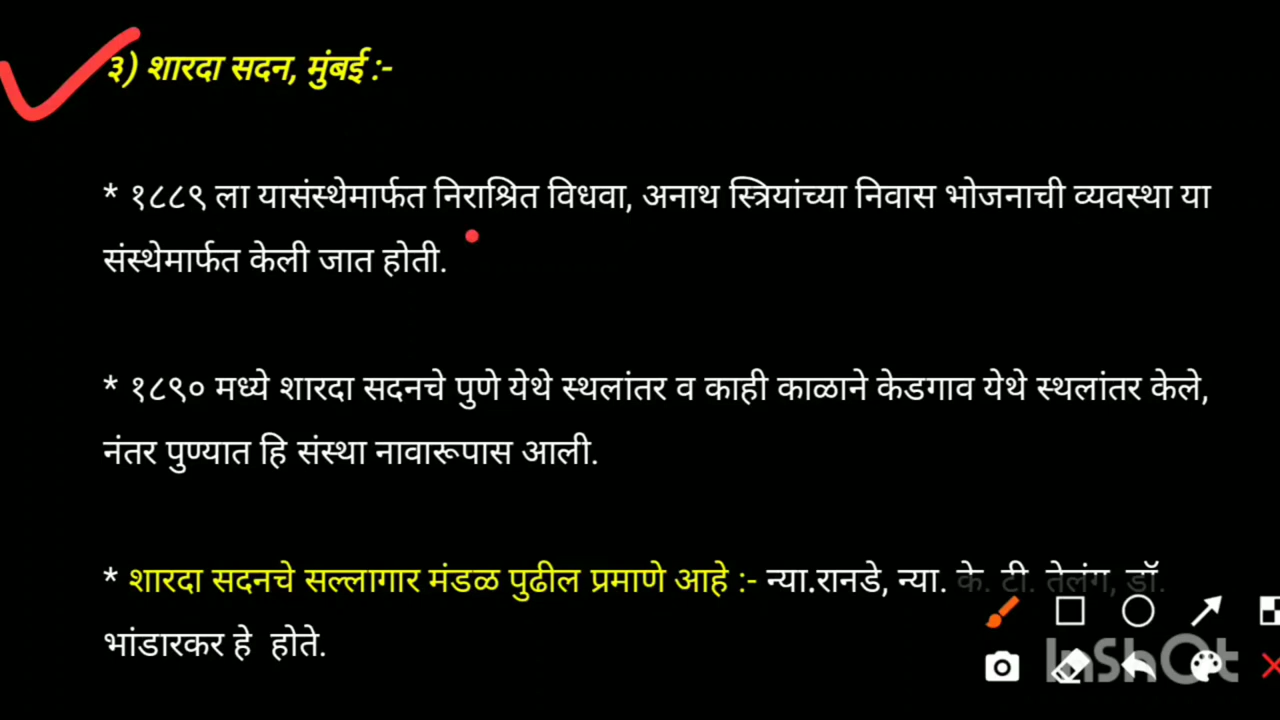 ३) शारदा सदन, मुंबई :-
* १८८९ ला यासंस्थेमार्फत निराश्रित विधवा, अनाथ स्त्रियांच्या निवास भोजनाची व्यवस्था या
संस्थेमार्फत केली जात होती.
* १८९० मध्ये शारदा सदनचे पुणे येथे स्थलांतर व काही काळाने केडगाव येथे स्थलांतर केले,
नंतर पुण्यात हि संस्था नावारूपास आली.
* शारदा सदनचे सल्लागार मंडळ पुढील प्रमाणे आहे :- न्या.रानडे, न्या. के. टी. तेलंग, डॉ.
भांडारकर हे होते.
InShOt